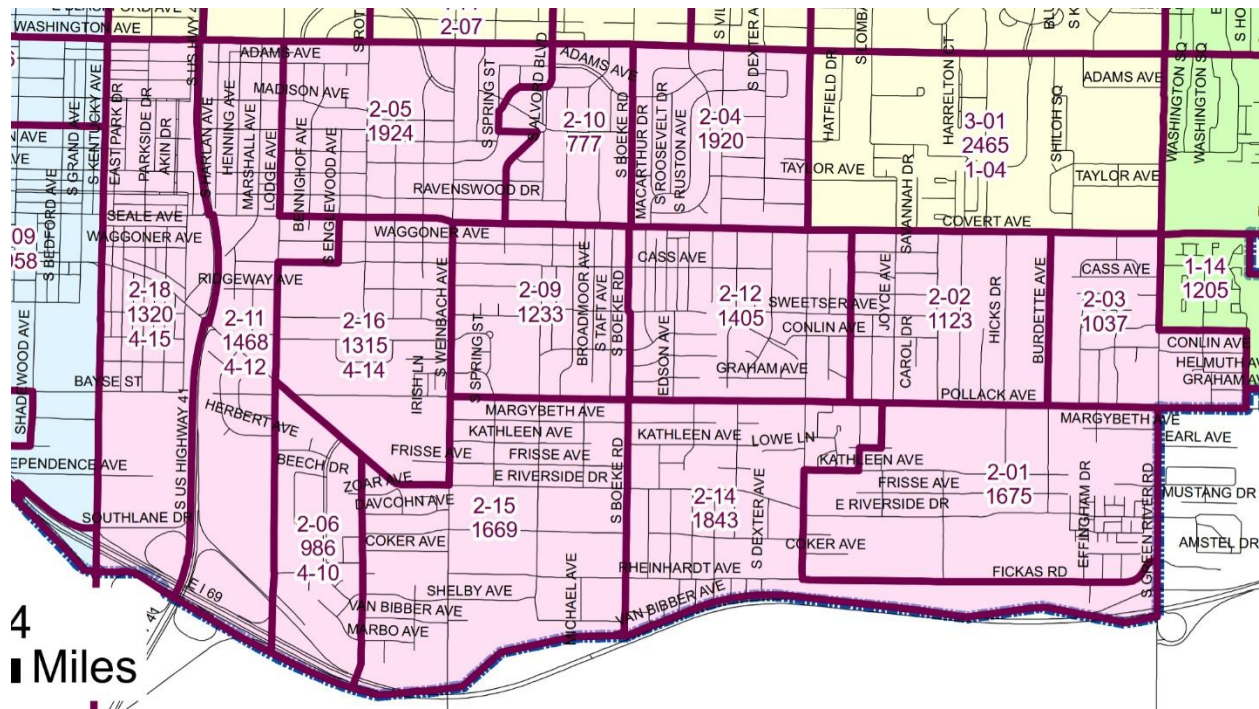 WASHINGTON AVE
2-07
ADAMS AVE
ADAMS AVE
ADAMS AVE
MADISON AVE
2-05
1924
2-10
777
2-04
1920
3-01
2465
1-04
S US HWY 41
S ALVORD BLVD
S SPRING ST
S BOEKE RD
MACARTHUR DR
S ROOSEVELT DR
S RUSTON AVE
S DEXTER AVE
HATFIELD DR
HARRELTON CT
SHILOH SQ
WASHINGTON SQ
WASHINGTON SQ
S GRAND AVE
S KENTUCKY AVE
EAST PARK DR
PARKSIDE DR
AKIN DR
S HARLAN AVE
HENNING AVE
MARSHALL AVE
LODGE AVE
BENNIGHOF AVE
S ENGLEWOOD AVE
RAVENSWOOD DR
TAYLOR AVE
TAYLOR AVE
SAVANNAH DR
COVERT AVE
S BEDFORD AVE
SEALE AVE
WAGGONER AVE
WAGGONER AVE
RIDGEWAY AVE
CASS AVE
CASS AVE
2-18
1320
4-15
2-11
1468
4-12
2-16
1315
4-14
2-09
1233
2-12
1405
2-02
1123
2-03
1037
1-14
1205
S WEINBACH AVE
IRISH LN
S SPRING ST
BROADMOOR AVE
S TAFT AVE
S BOEKE RD
EDSON AVE
SWEETSER AVE
CONLIN AVE
GRAHAM AVE
JOYCE AVE
CAROL DR
HICKS DR
BURDETTE AVE
CONLIN AVE
HELMUTH AVE
GRAHAM AVE
SHADEWOOD AVE
BAYSE ST
POLLACK AVE
HERBERT AVE
MARGYBETH AVE
MARGYBETH AVE
KATHLEEN AVE
KATHLEEN AVE
LOWE LN
KATHLEEN AVE
EARL AVE
FRISSE AVE
FRISSE AVE
FRISSE AVE
BEECH DR
ZOAR AVE
E RIVERSIDE DR
E RIVERSIDE DR
DAVCOHN AVE
MUSTANG DR
SOUTHLANE DR
S US HIGHWAY 41
2-06
986
4-10
2-15
1669
2-14
1843
2-01
1675
S BOEKE RD
S DEXTER AVE
EFFINGHAM DR
S GREEN RIVER RD
COKER AVE
COKER AVE
AMSTEL DR
RHEINHARDT AVE
FICKAS RD
E I 69
SHELBY AVE
VAN BIBBER AVE
VAN BIBBER AVE
MARBO AVE
MICHAEL AVE
4
Miles